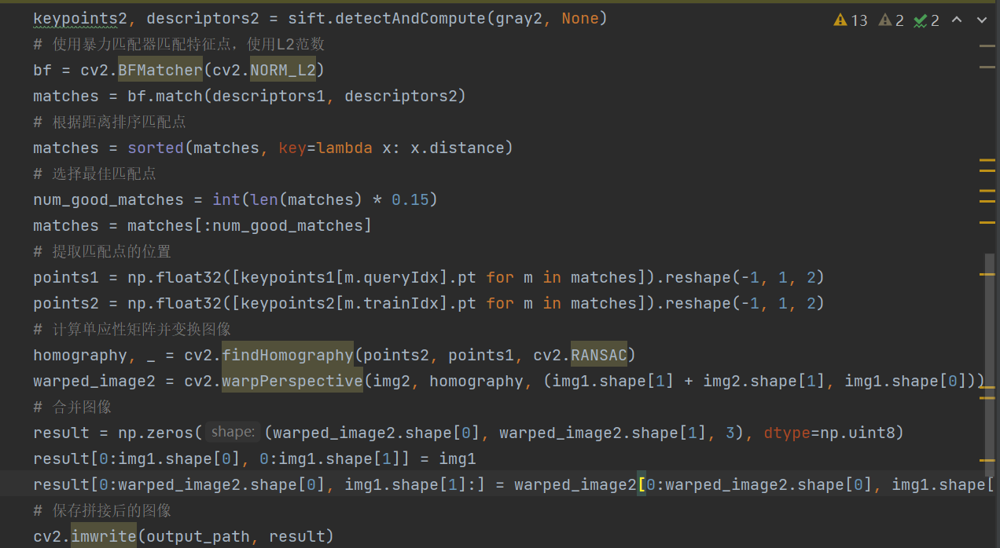 keypoints2, descriptors2 = sift.detectAndCompute(gray2, None)
13 2 2
# 使用暴力匹配器匹配特征点，使用L2范数
bf = cv2.BFMatcher(cv2.NORM_L2)
matches = bf.match(descriptors1, descriptors2)
# 根据距离排序匹配点
matches = sorted(matches, key=lambda x: x.distance)
# 选择最佳匹配点
num_good_matches = int(len(matches) * 0.15)
matches = matches[:num_good_matches]
# 提取匹配点的位置
points1 = np.float32([keypoints1[m.queryIdx].pt for m in matches]).reshape(-1, 1, 2)
points2 = np.float32([keypoints2[m.trainIdx].pt for m in matches]).reshape(-1, 1, 2)
# 计算单应性矩阵并变换图像
homography, _ = cv2.findHomography(points2, points1, cv2.RANSAC)
warped_image2 = cv2.warpPerspective(img2, homography, (img1.shape[1] + img2.shape[1], img1.shape[0]))
# 合并图像
result = np.zeros( shape: (warped_image2.shape[0], warped_image2.shape[1], 3), dtype=np.uint8)
result[0:img1.shape[0], 0:img1.shape[1]] = img1
result[0:warped_image2.shape[0], img1.shape[1]:] = warped_image2[0:warped_image2.shape[0], img1.shape[
# 保存拼接后的图像
cv2.imwrite(output_path, result)